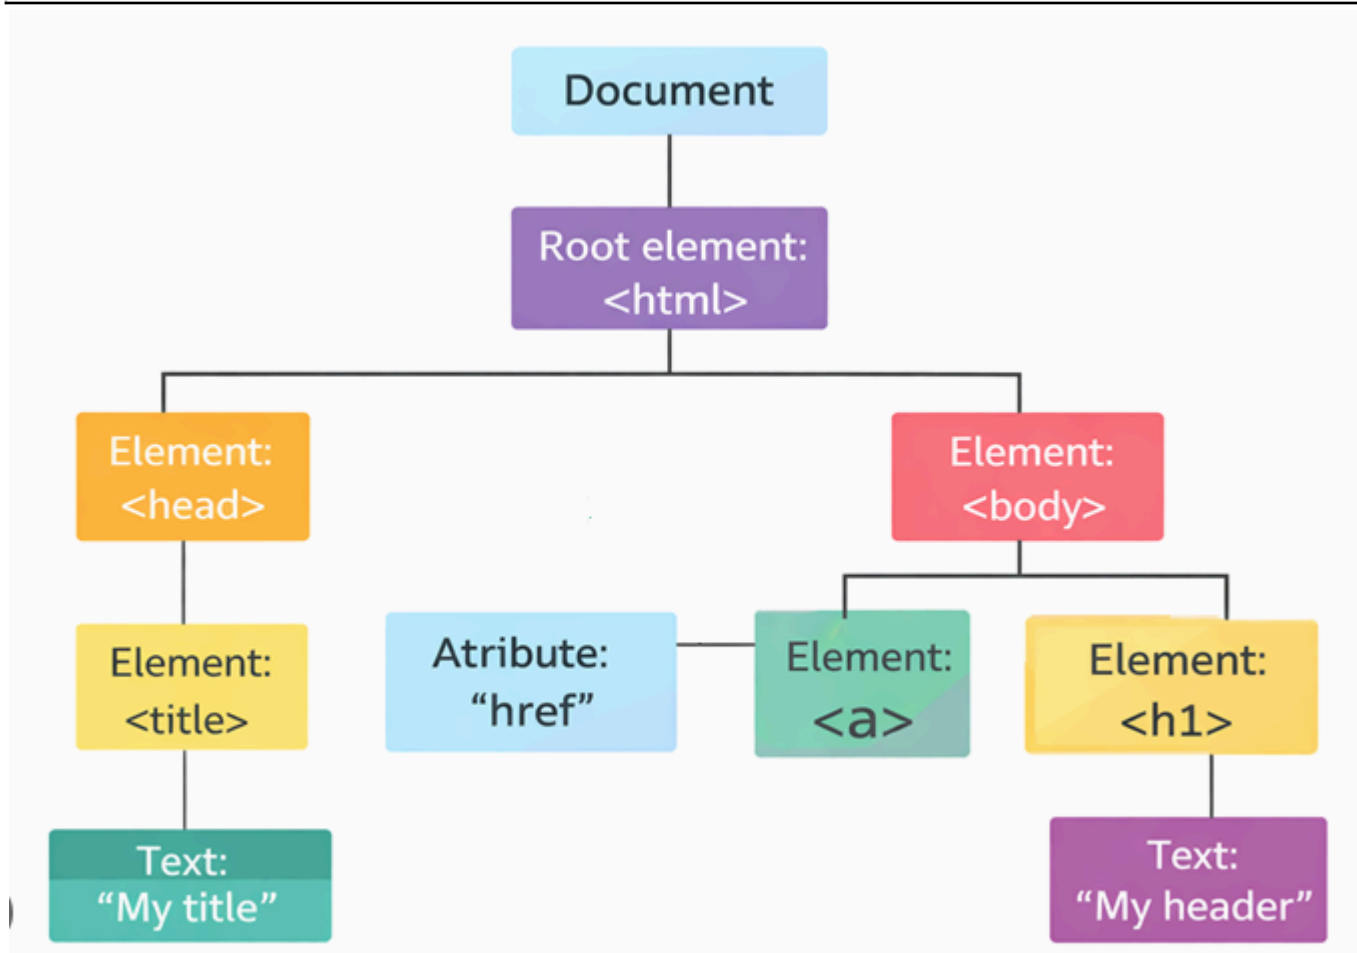 Document
Root element:
<html>
Element:
<head>
Element:
<body>
Element:
<title>
Atribute:
“href”
Element:
<a>
Element:
<h1>
Text:
“My title”
Text:
“My header”